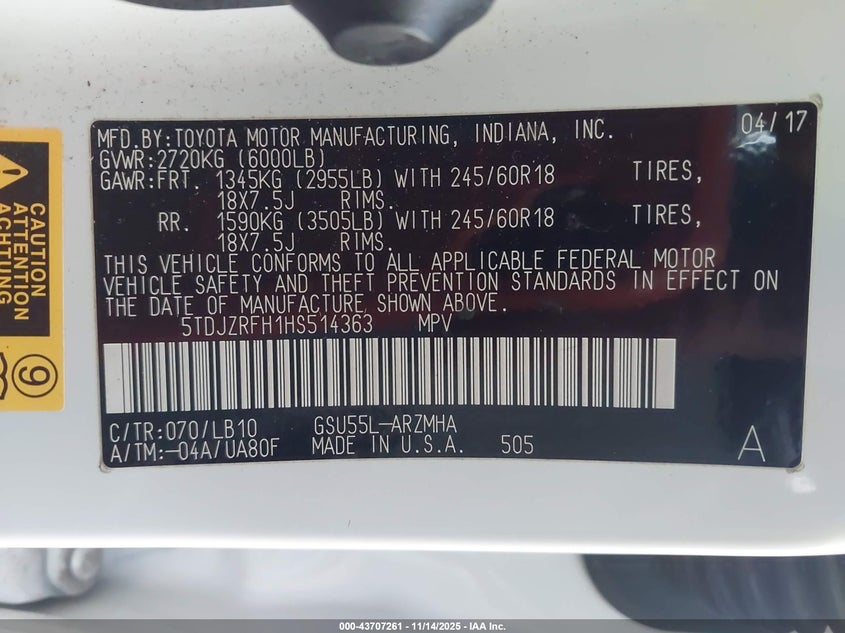 MFD.BY:TOYOTA MOTOR MANUFACTURING, INDIANA, INC. 04/17
GVWR:2720KG (6000LB)
GAWR:FRT. 1345KG (2955LB) WITH 245/60R18 TIRES,
18X7.5J RIMS.
RR. 1590KG (3505LB) WITH 245/60R18 TIRES,
18X7.5J RIMS.
THIS VEHICLE CONFORMS TO ALL APPLICABLE FEDERAL MOTOR
VEHICLE SAFETY AND THEFT PREVENTION STANDARDS IN EFFECT ON
THE DATE OF MANUFACTURE SHOWN ABOVE.
5TDJZRFH1HS514363 MPV
C/TR:070/LB10 GSU55L-ARZMHA
A/TM:-04A/UA80F MADE IN U.S.A. 505 A
CAUTION
ATTENTION
ACHTUNG
9
000-43707261 - 11/14/2025 - IAA Inc.